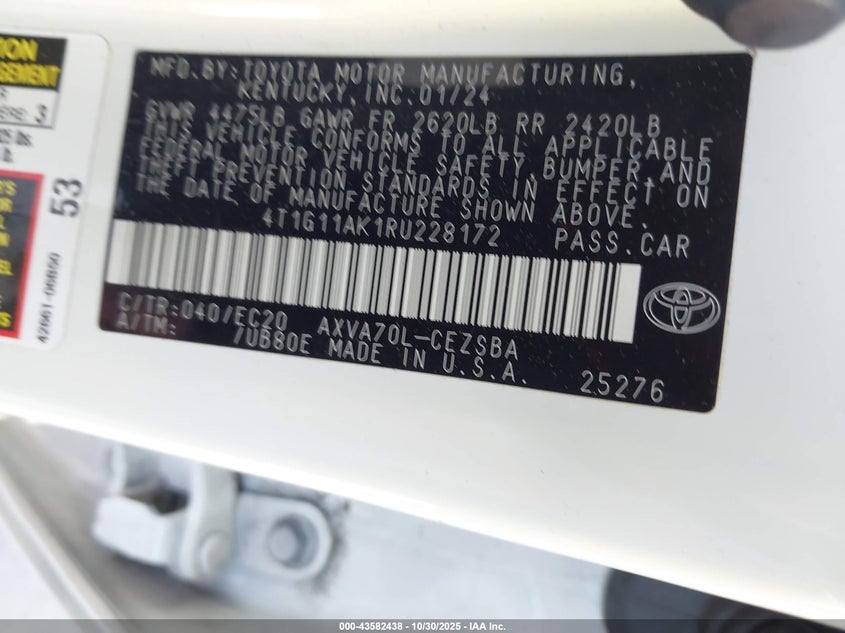 MFD.BY:TOYOTA MOTOR MANUFACTURING,
KENTUCKY, INC.01/24
GVWR 4475LB GAWR FR 2620LB RR 2420LB
THIS VEHICLE CONFORMS TO ALL APPLICABLE
FEDERAL MOTOR VEHICLE SAFETY,BUMPER,AND
THEFT PREVENTION STANDARDS IN EFFECT ON
THE DATE OF MANUFACTURE SHOWN ABOVE.
4T1G11AK1RU228172 PASS.CAR
C/TR:040/EC20 AXVA70L-CEZSBA
A/TM: /UB80E MADE IN U.S.A.
25276
3
53
000-43582438 - 10/30/2025 - IAA Inc.